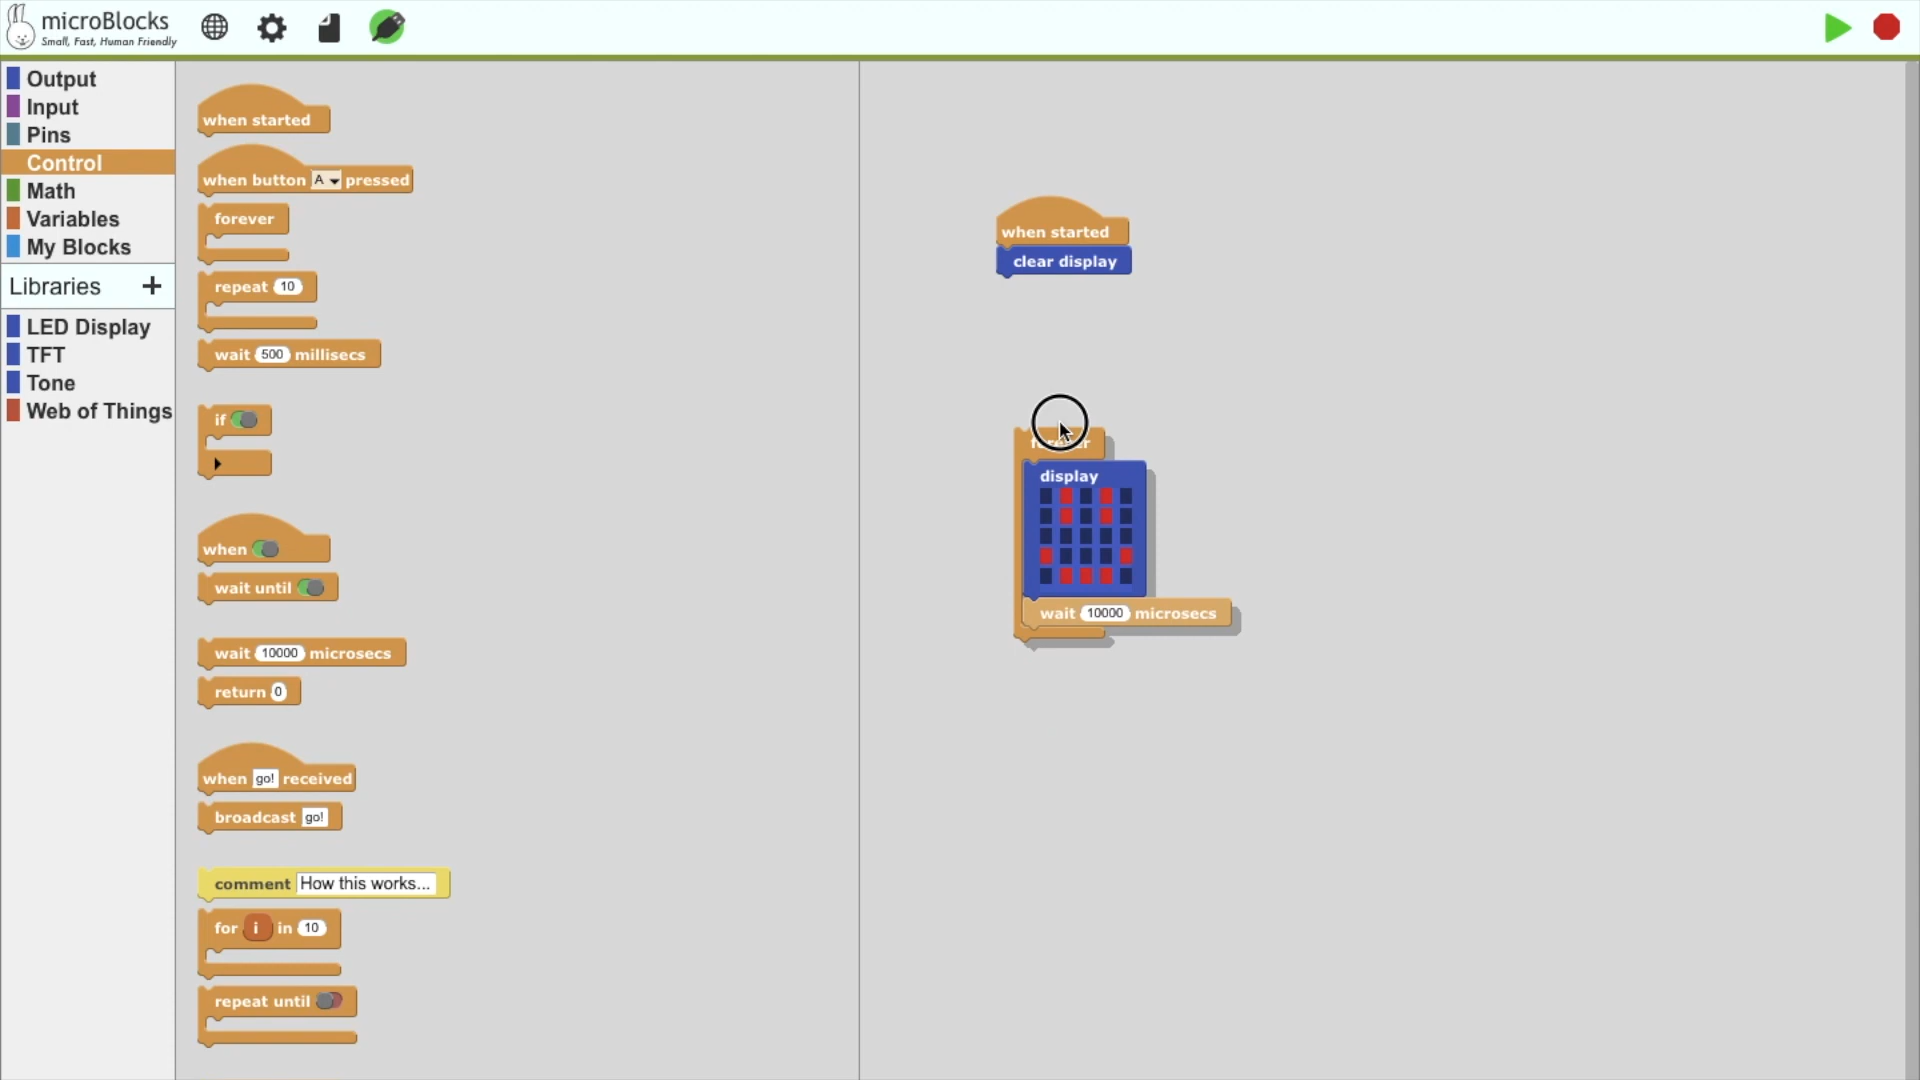 microBlocks
Small, Fast, Human Friendly
Output
Input
Pins
Control
Math
Variables
My Blocks
Libraries +
LED Display
TFT
Tone
Web of Things
when started
when button A pressed
forever
repeat 10
wait 500 millisecs
if
when
wait until
wait 10000 microsecs
return 0
when go! received
broadcast go!
comment How this works...
for i in 10
repeat until
when started
clear display
forever
display
wait 10000 microsecs